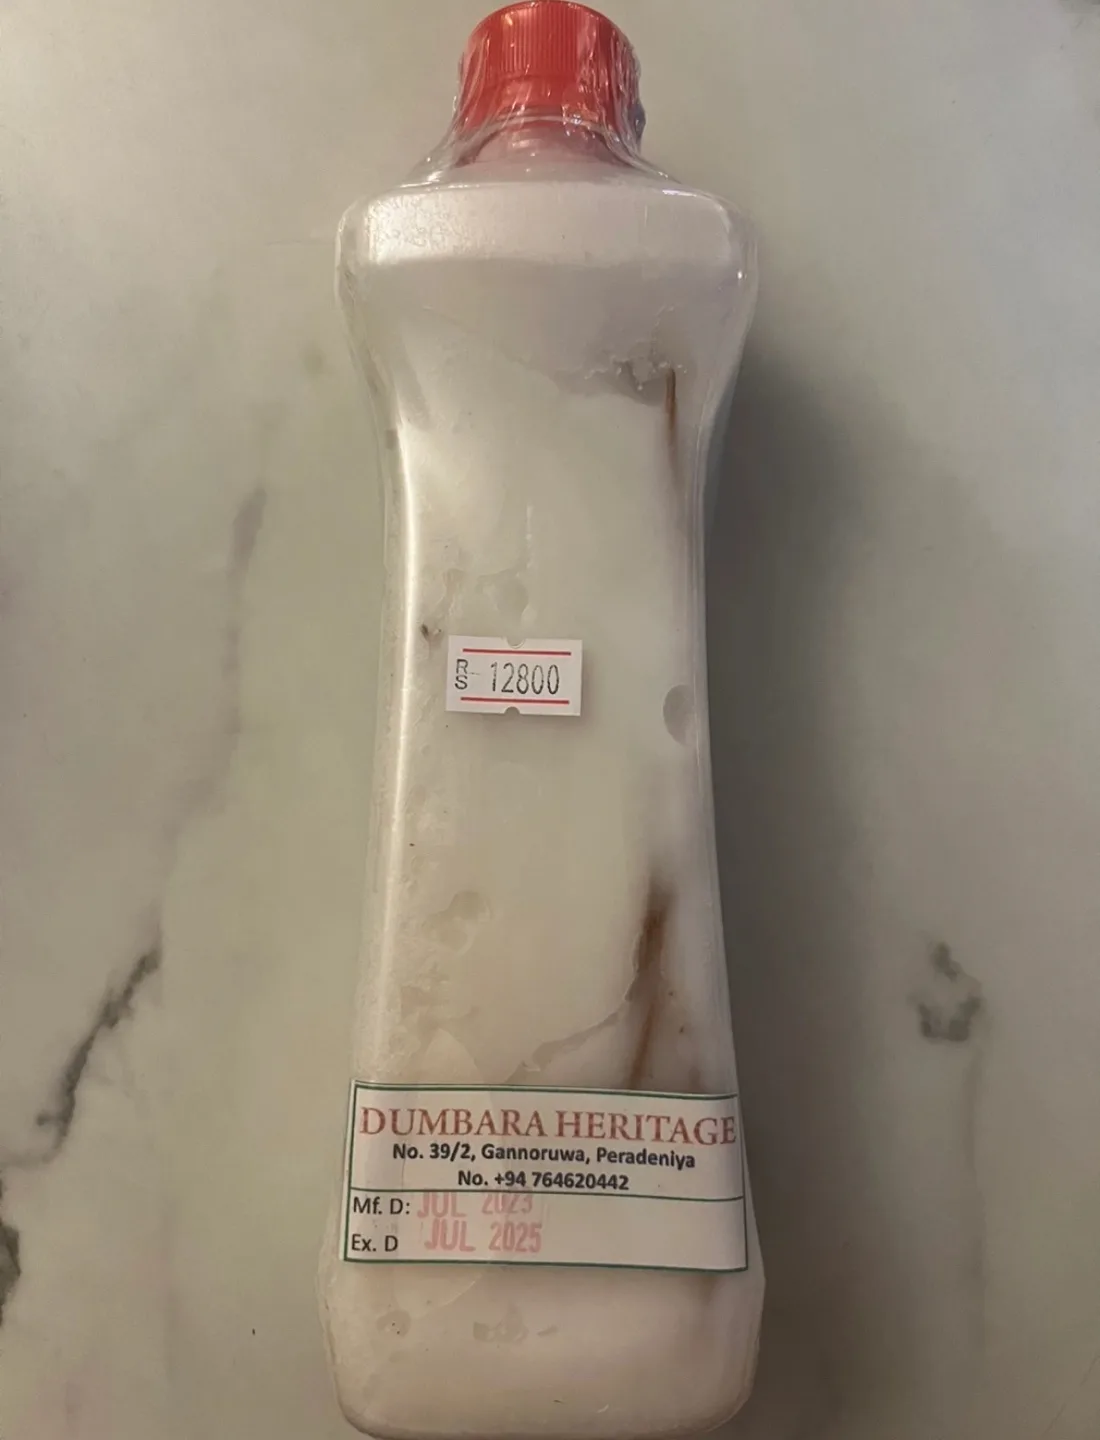 RS 12800
DUMBARA HERITAGE
No. 39/2, Gannoruwa, Peradeniya
No. +94 764620442
Mf. D: JUL 2023
Ex. D JUL 2025